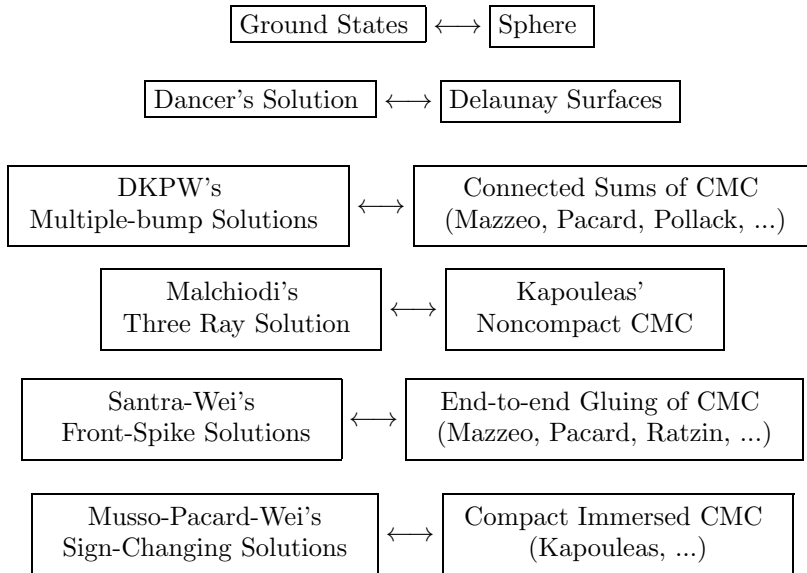 Ground States ⟷ Sphere
Dancer's Solution ⟷ Delaunay Surfaces
DKPW's
Multiple-bump Solutions ⟷ Connected Sums of CMC
(Mazzeo, Pacard, Pollack, ...)
Malchiodi's
Three Ray Solution ⟷ Kapouleas'
Noncompact CMC
Santra-Wei's
Front-Spike Solutions ⟷ End-to-end Gluing of CMC
(Mazzeo, Pacard, Ratzin, ...)
Musso-Pacard-Wei's
Sign-Changing Solutions ⟷ Compact Immersed CMC
(Kapouleas, ...)